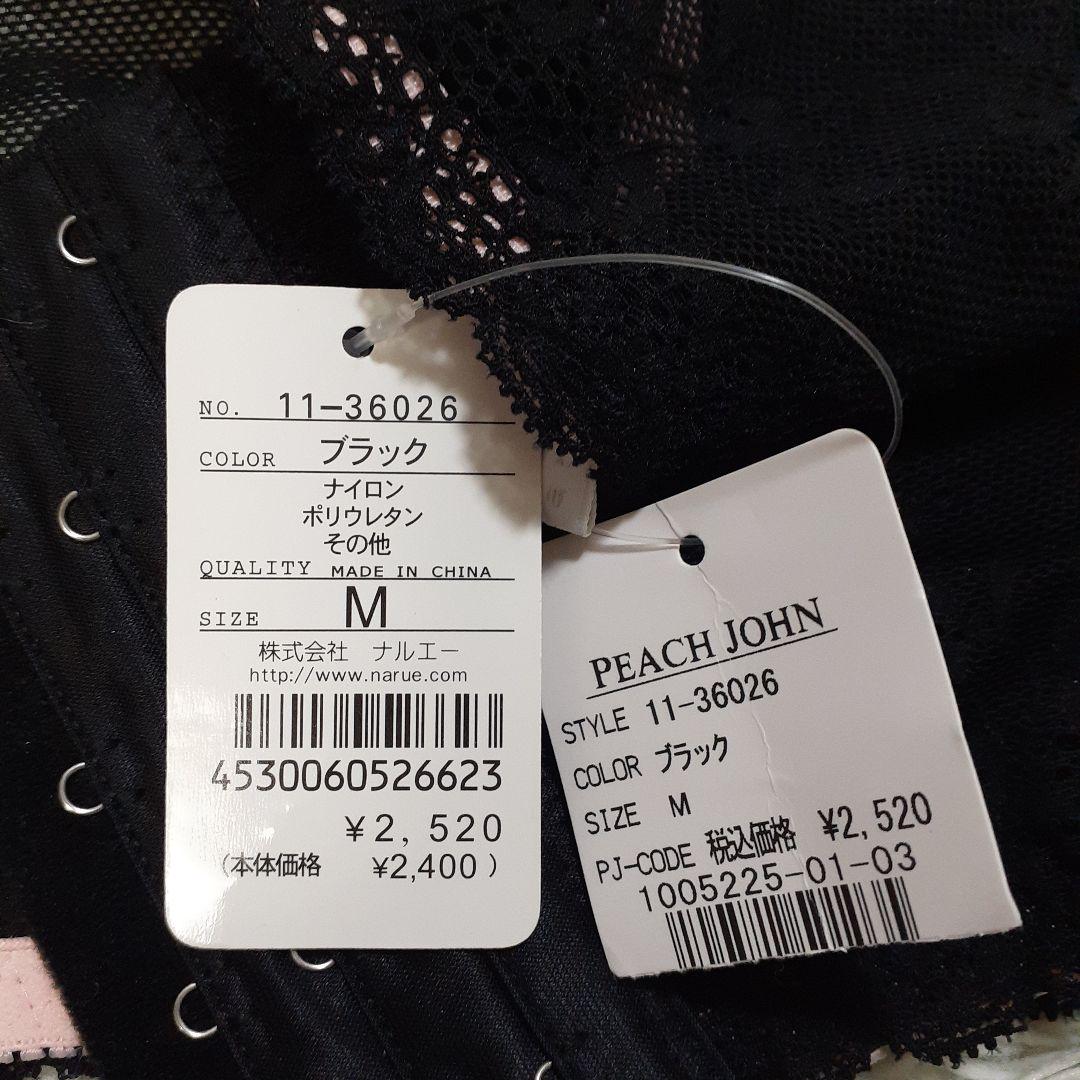 NO. 11-36026
COLOR ブラック
ナイロン
ポリウレタン
その他
QUALITY MADE IN CHINA
SIZE M
株式会社 ナルエー
http://www.narue.com
4530060526623
¥2,520
(本体価格 ¥2,400)
PEACH JOHN
STYLE 11-36026
COLOR ブラック
SIZE M
PJ-CODE 税込価格 ¥2,520
1005225-01-03